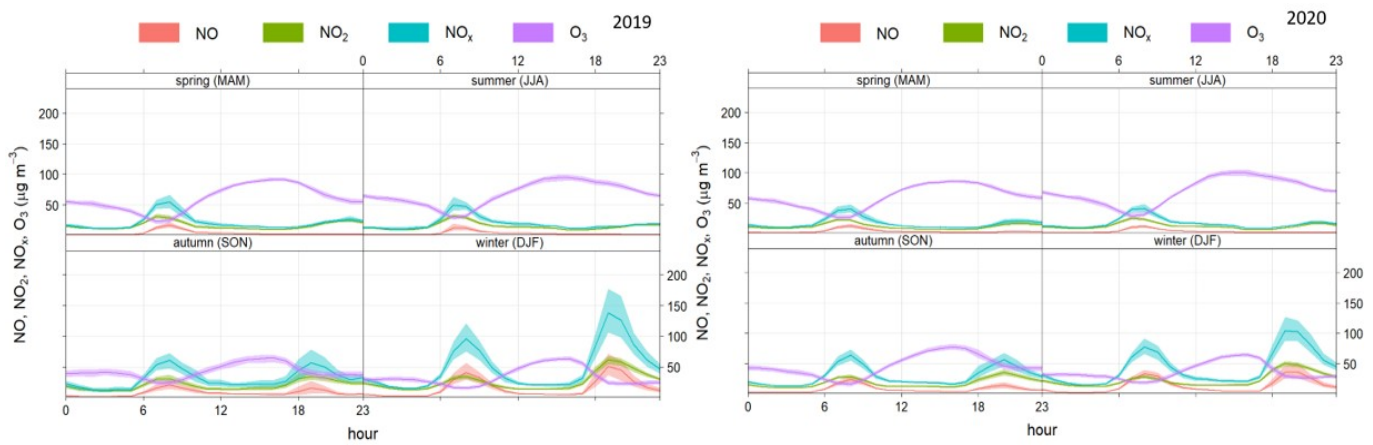 2019
NO NO₂ NOₓ O₃
0 6 12 18 23
spring (MAM) summer (JJA)
200
150
100
50
autumn (SON) winter (DJF)
200
150
100
50
0 6 12 18 23
hour
NO, NO₂, NOₓ, O₃ (µg m⁻³)
2020
NO NO₂ NOₓ O₃
0 6 12 18 23
spring (MAM) summer (JJA)
200
150
100
50
autumn (SON) winter (DJF)
200
150
100
50
0 6 12 18 23
hour
NO, NO₂, NOₓ, O₃ (µg m⁻³)